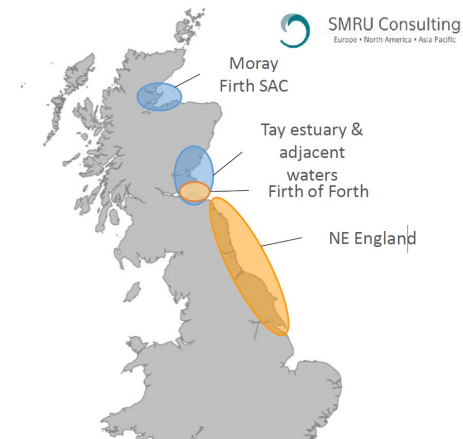 SMRU Consulting
Europe • North America • Asia Pacific
Moray
Firth SAC
Tay estuary &
adjacent
waters
Firth of Forth
NE England